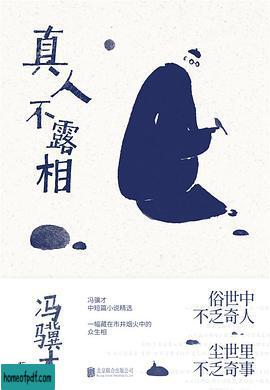 真人不露相
冯骥才
中短篇小说精选
一幅藏在市井烟火中的
众生相
俗世中
不乏奇人
尘世里
不乏奇事
冯骥才
北京联合出版公司
homeofpdf.com